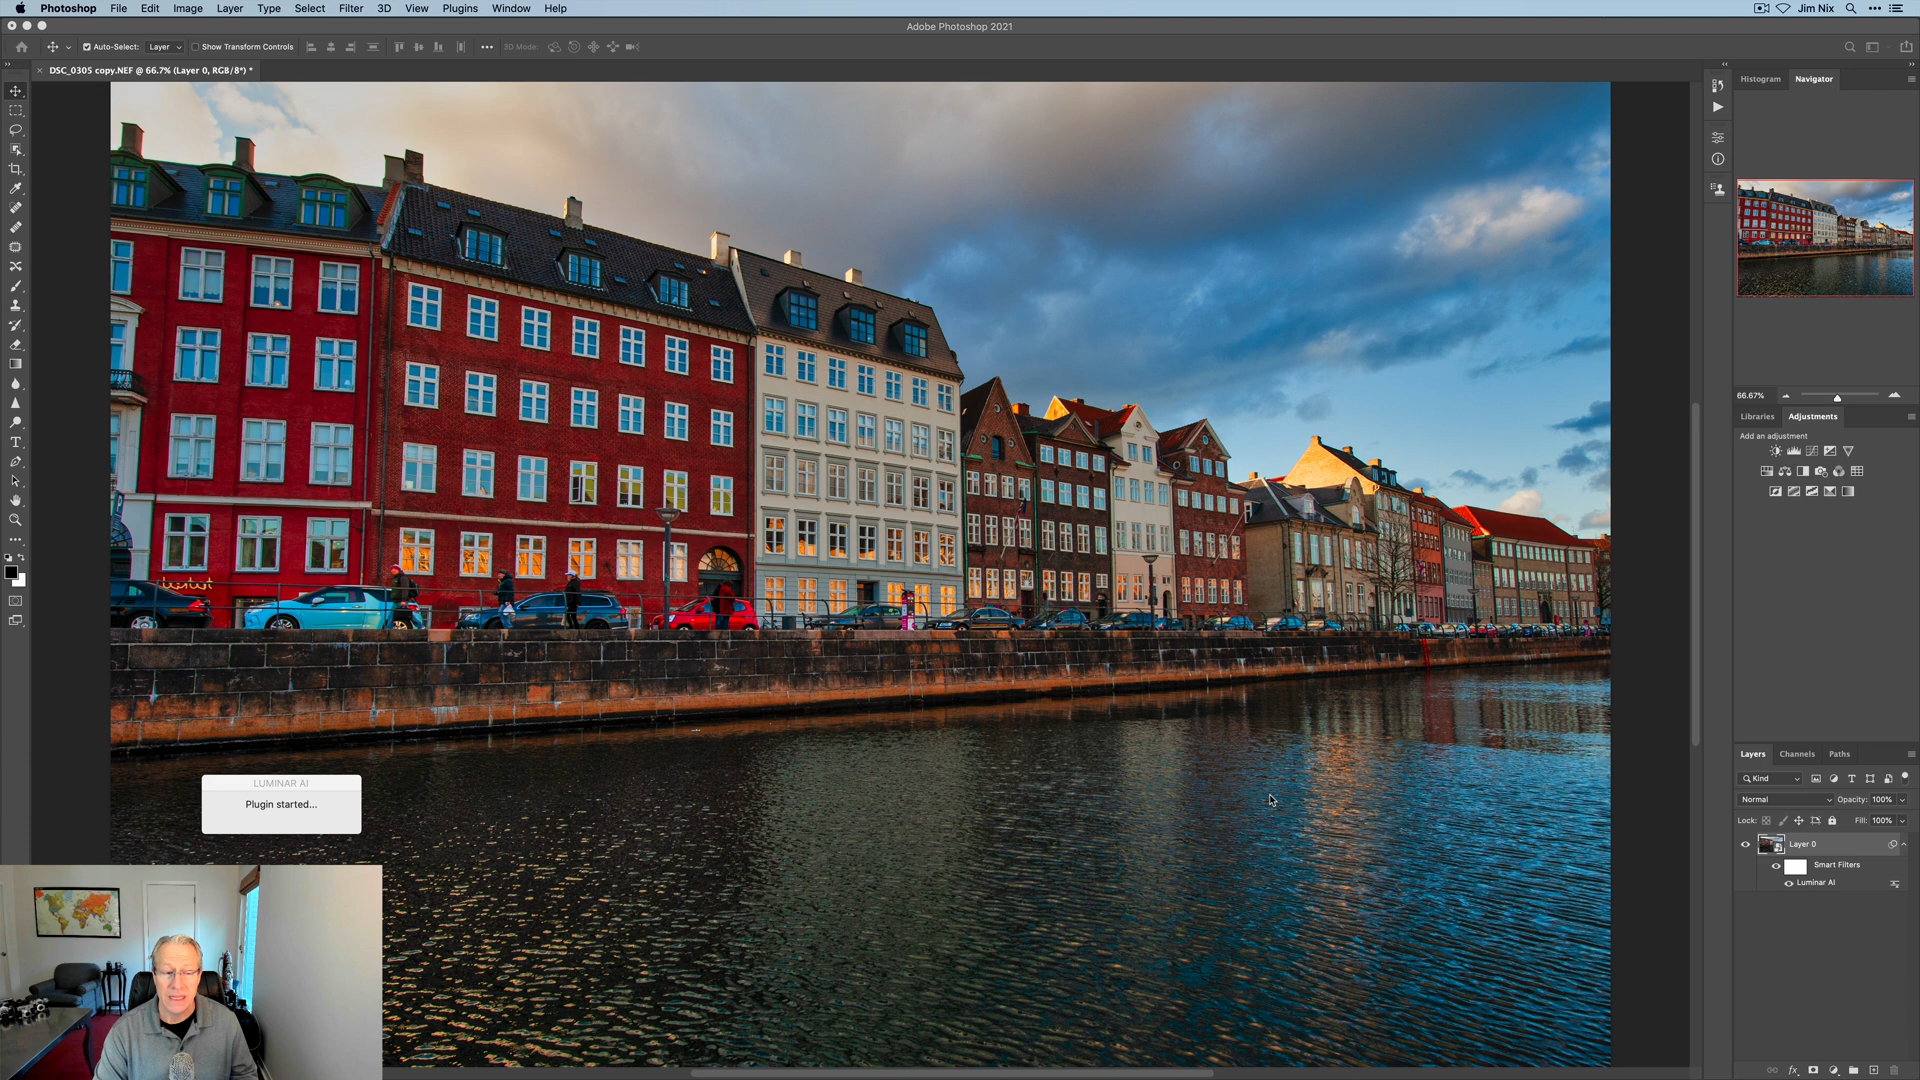 Photoshop File Edit Image Layer Type Select Filter 3D View Plugins Window Help Jim Nix
Adobe Photoshop 2021
Auto-Select: Layer Show Transform Controls 3D Mode:
DSC_0305 copy.NEF @ 66.7% (Layer 0, RGB/8*) *
Histogram Navigator
66.67%
Libraries Adjustments
Add an adjustment
LUMINAR AI
Plugin started...
Layers Channels Paths
Kind
Normal Opacity: 100%
Lock: Fill: 100%
Layer 0
Smart Filters
Luminar AI
fx